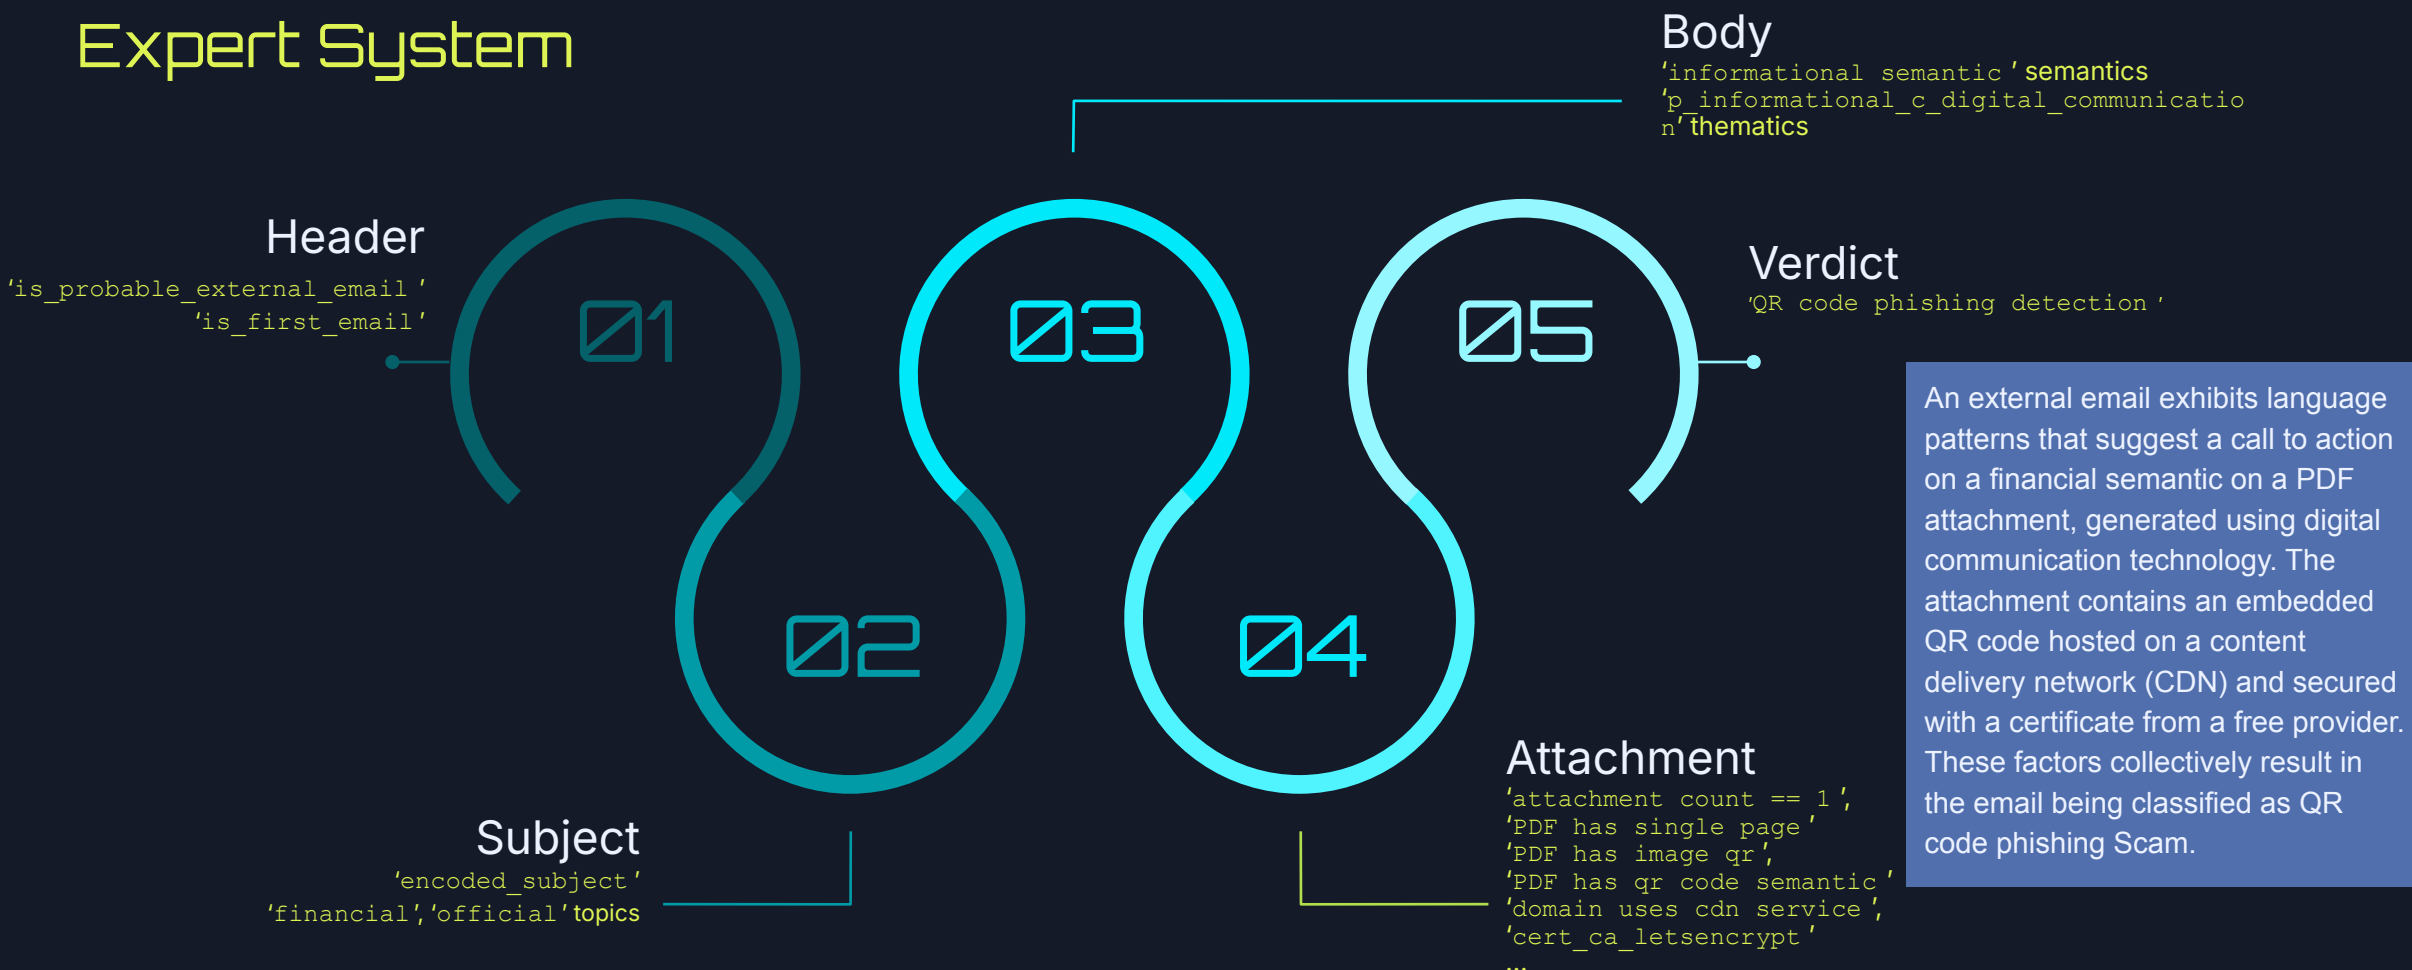 Expert System
Header
‘is_probable_external_email’
‘is_first_email’
01
Subject
‘encoded_subject’
‘financial’, ‘official’ topics
02
Body
‘informational semantic’ semantics
‘p_informational_c_digital_communicatio
n’ thematics
03
Attachment
‘attachment count == 1’,
‘PDF has single page’
‘PDF has image qr’,
‘PDF has qr code semantic’
‘domain uses cdn service’,
‘cert_ca_letsencrypt’
...
04
Verdict
‘QR code phishing detection’
05
An external email exhibits language
patterns that suggest a call to action
on a financial semantic on a PDF
attachment, generated using digital
communication technology. The
attachment contains an embedded
QR code hosted on a content
delivery network (CDN) and secured
with a certificate from a free provider.
These factors collectively result in
the email being classified as QR
code phishing Scam.